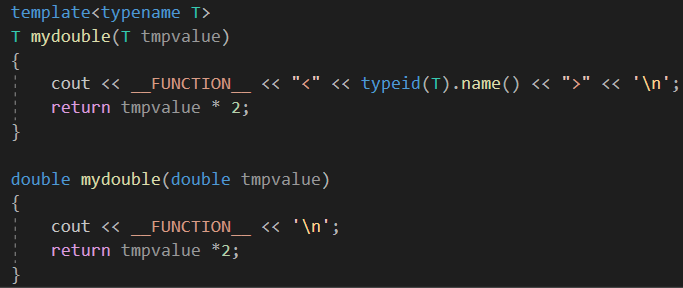 template<typename T>
T mydouble(T tmpvalue)
{
    cout << __FUNCTION__ << "<" << typeid(T).name() << ">" << '\n';
    return tmpvalue * 2;
}

double mydouble(double tmpvalue)
{
    cout << __FUNCTION__ << '\n';
    return tmpvalue *2;
}